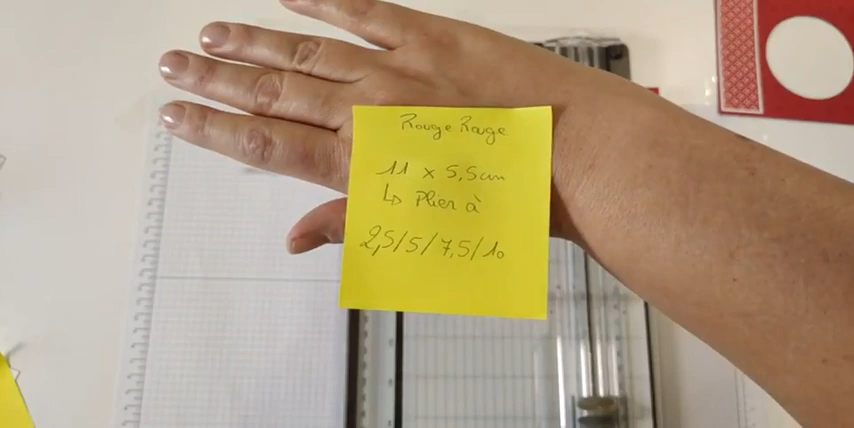 Rouge Rouge
11 x 5,5cm
↳ Plier à
2,5/5/7,5/10